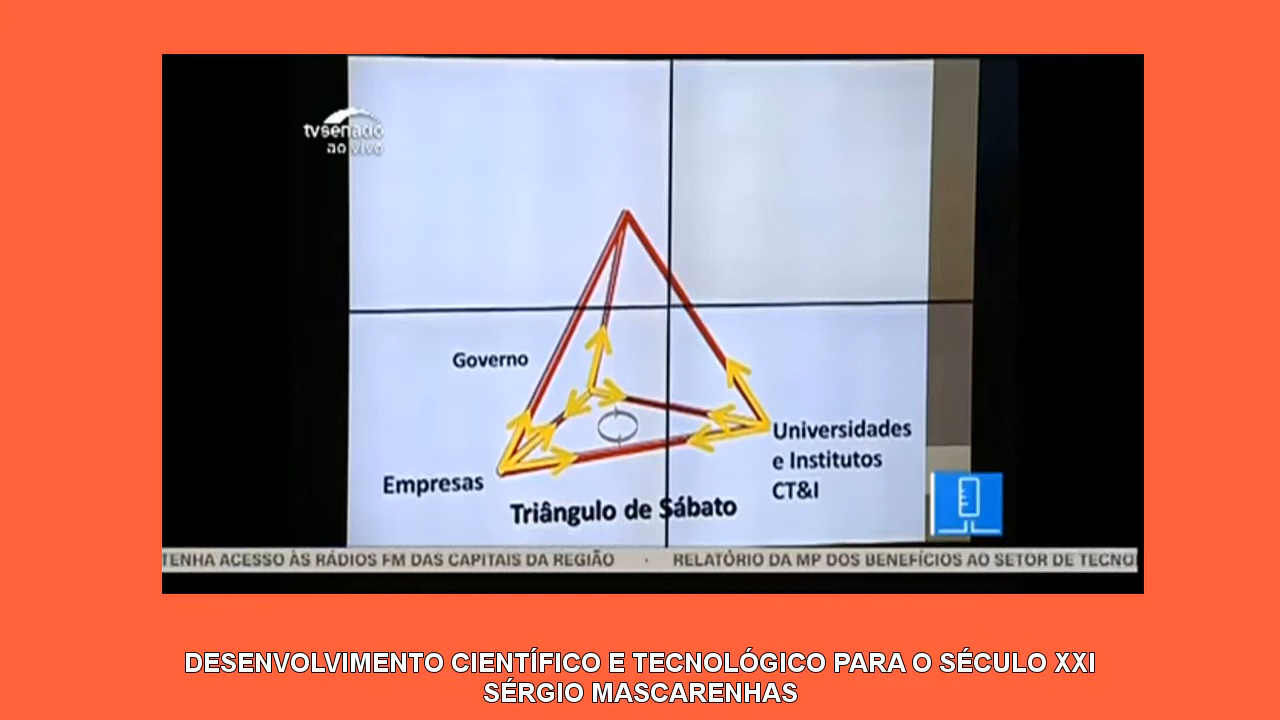 tvsenado
ao vivo
Governo
Universidades
e Institutos
CT&I
Empresas
Triângulo de Sábato
TENHA ACESSO ÀS RÁDIOS FM DAS CAPITAIS DA REGIÃO · RELATÓRIO DA MP DOS BENEFÍCIOS AO SETOR DE TECNO
DESENVOLVIMENTO CIENTÍFICO E TECNOLÓGICO PARA O SÉCULO XXI
SÉRGIO MASCARENHAS